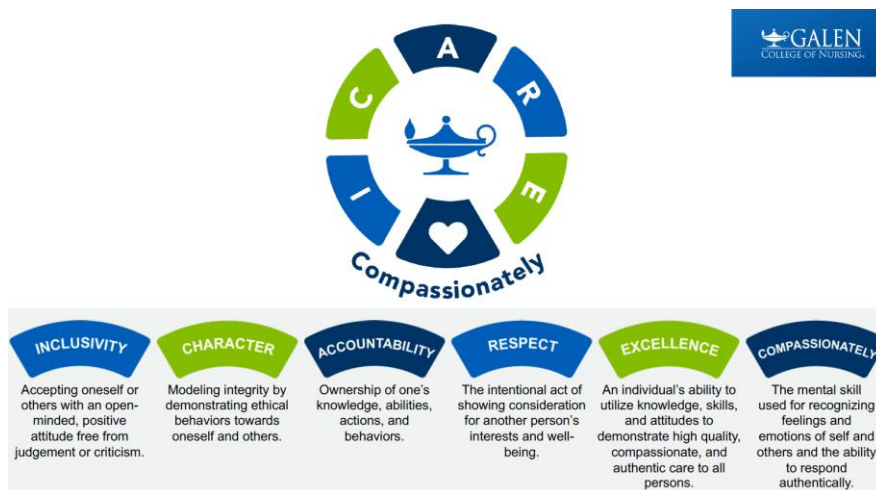 GALEN
COLLEGE OF NURSING®
I
C
A
R
E
Compassionately
INCLUSIVITY
Accepting oneself or
others with an open-
minded, positive
attitude free from
judgement or criticism.
CHARACTER
Modeling integrity by
demonstrating ethical
behaviors towards
oneself and others.
ACCOUNTABILITY
Ownership of one's
knowledge, abilities,
actions, and
behaviors.
RESPECT
The intentional act of
showing consideration
for another person's
interests and well-
being.
EXCELLENCE
An individual's ability to
utilize knowledge, skills,
and attitudes to
demonstrate high quality,
compassionate, and
authentic care to all
persons.
COMPASSIONATELY
The mental skill
used for recognizing
feelings and
emotions of self and
others and the ability
to respond
authentically.